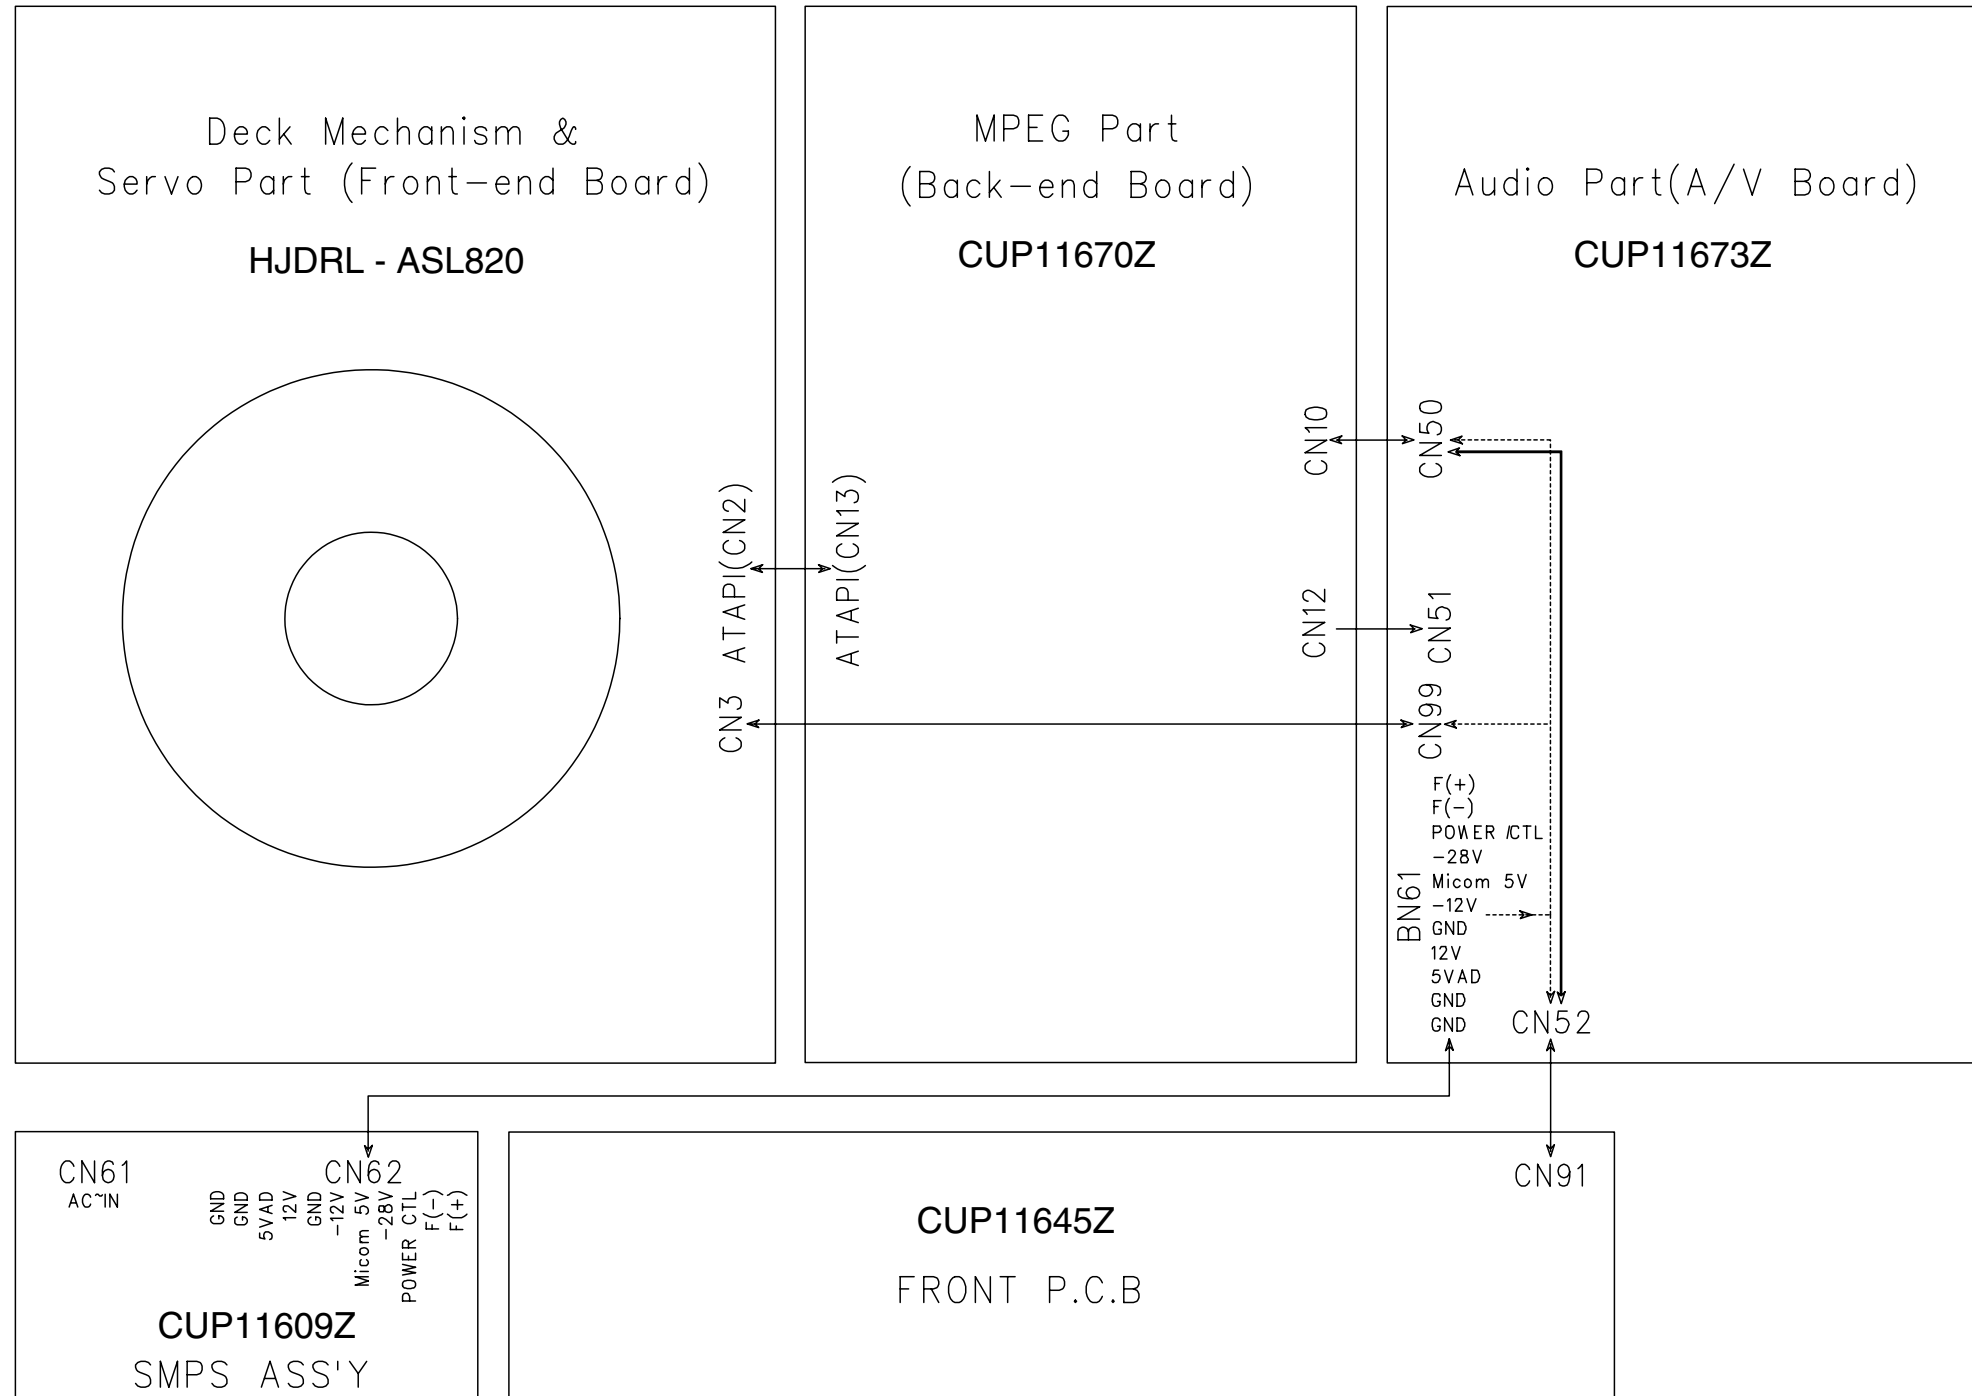 Deck Mechanism &
Servo Part (Front-end Board)
HJDRL - ASL820
MPEG Part
(Back-end Board)
CUP11670Z
Audio Part(A/V Board)
CUP11673Z
CN10
CN50
ATAPI(CN2)
ATAPI(CN13)
CN12
CN51
CN3
CN99
BN61
F(+)
F(-)
POWER /CTL
-28V
Micom 5V
-12V
GND
12V
5VAD
GND
GND
CN52
CN61
AC~IN
CN62
GND
GND
5VAD
12V
GND
-12V
Micom 5V
-28V
POWER CTL
F(-)
F(+)
CUP11609Z
SMPS ASS'Y
CN91
CUP11645Z
FRONT P.C.B